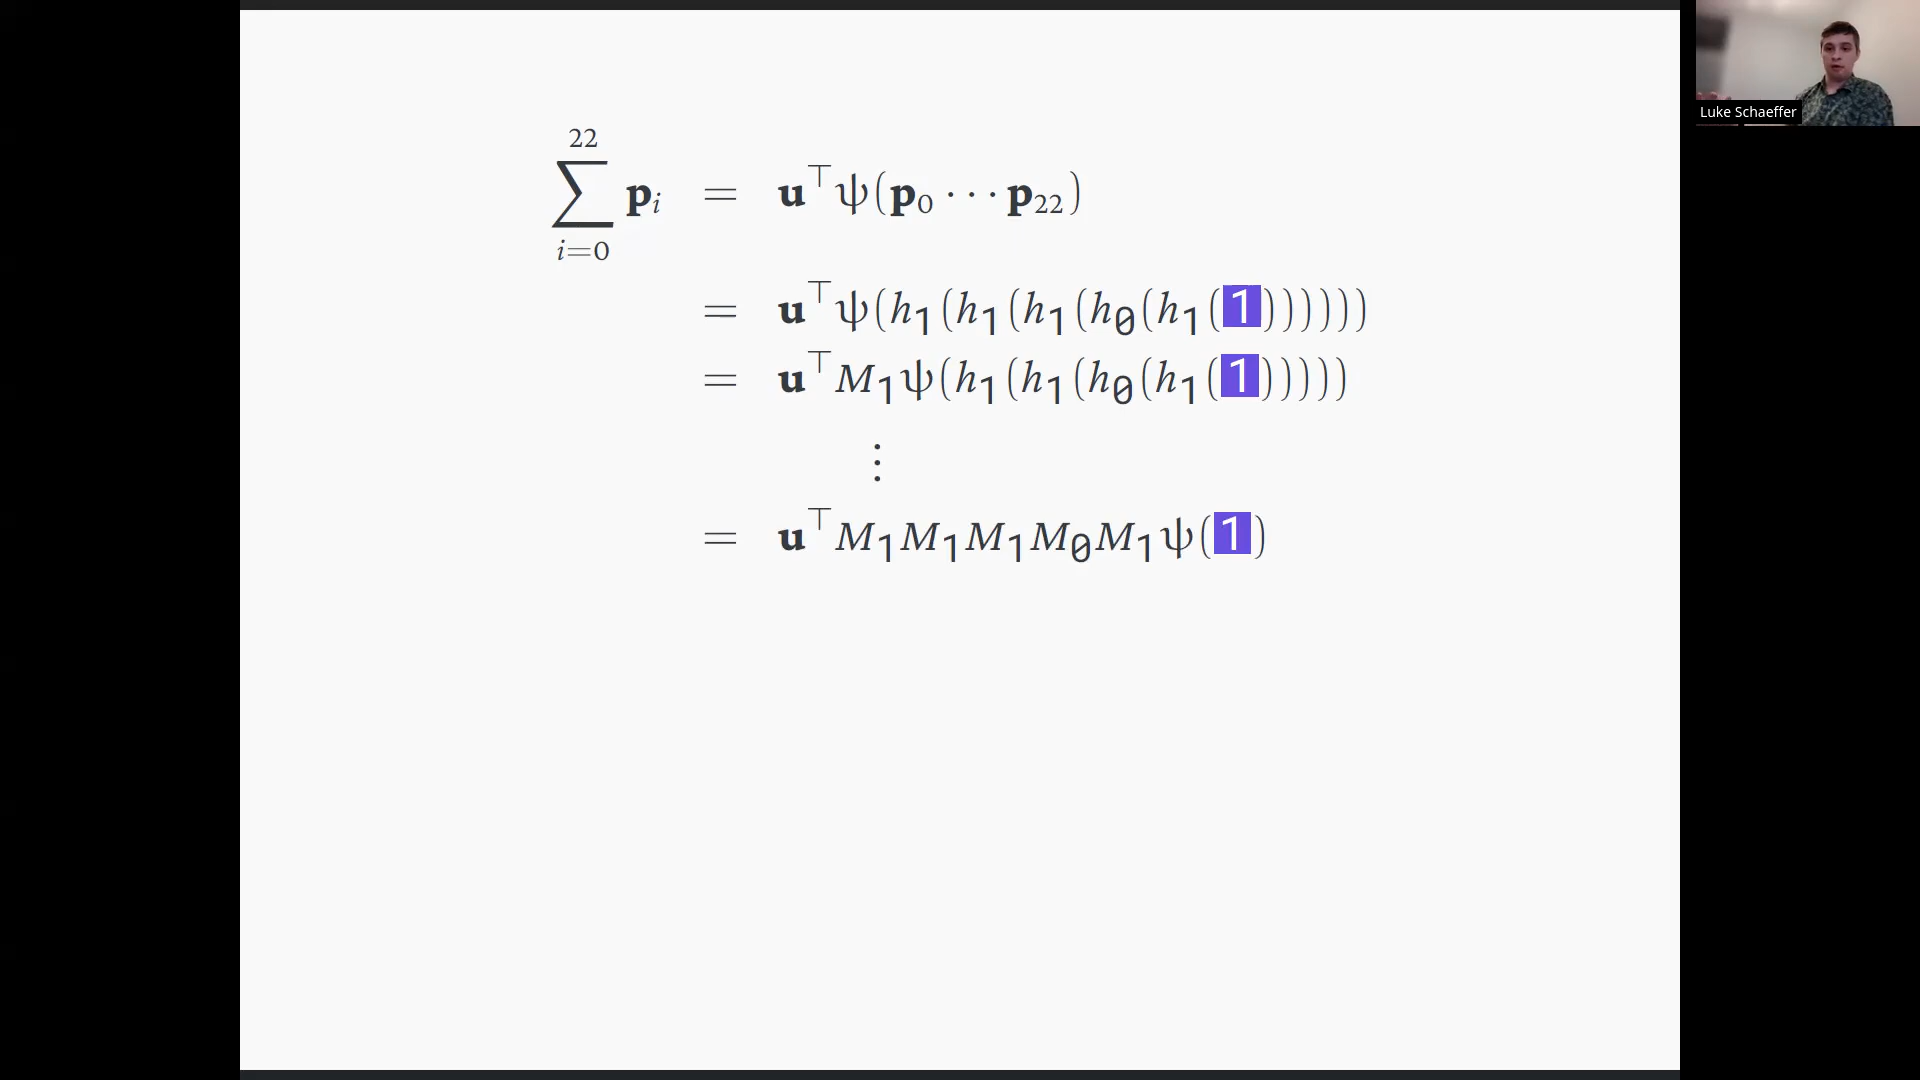 22
∑ 𝐩ᵢ = 𝐮^⊤ψ(𝐩₀ ⋯ 𝐩₂₂)
i=0
= 𝐮^⊤ψ(h₁(h₁(h₁(h₀(h₁(1))))))
= 𝐮^⊤M₁ψ(h₁(h₁(h₀(h₁(1)))))
⋮
= 𝐮^⊤M₁M₁M₁M₀M₁ψ(1)
Luke Schaeffer